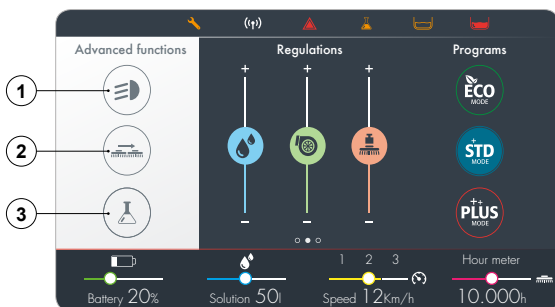 Advanced functions
Regulations
Programs
1
2
3
+ + +
− − −
ECO
MODE
+
STD
MODE
++
PLUS
MODE
Battery 20%
Solution 50l
1 2 3
Speed 12Km/h
Hour meter
10.000h